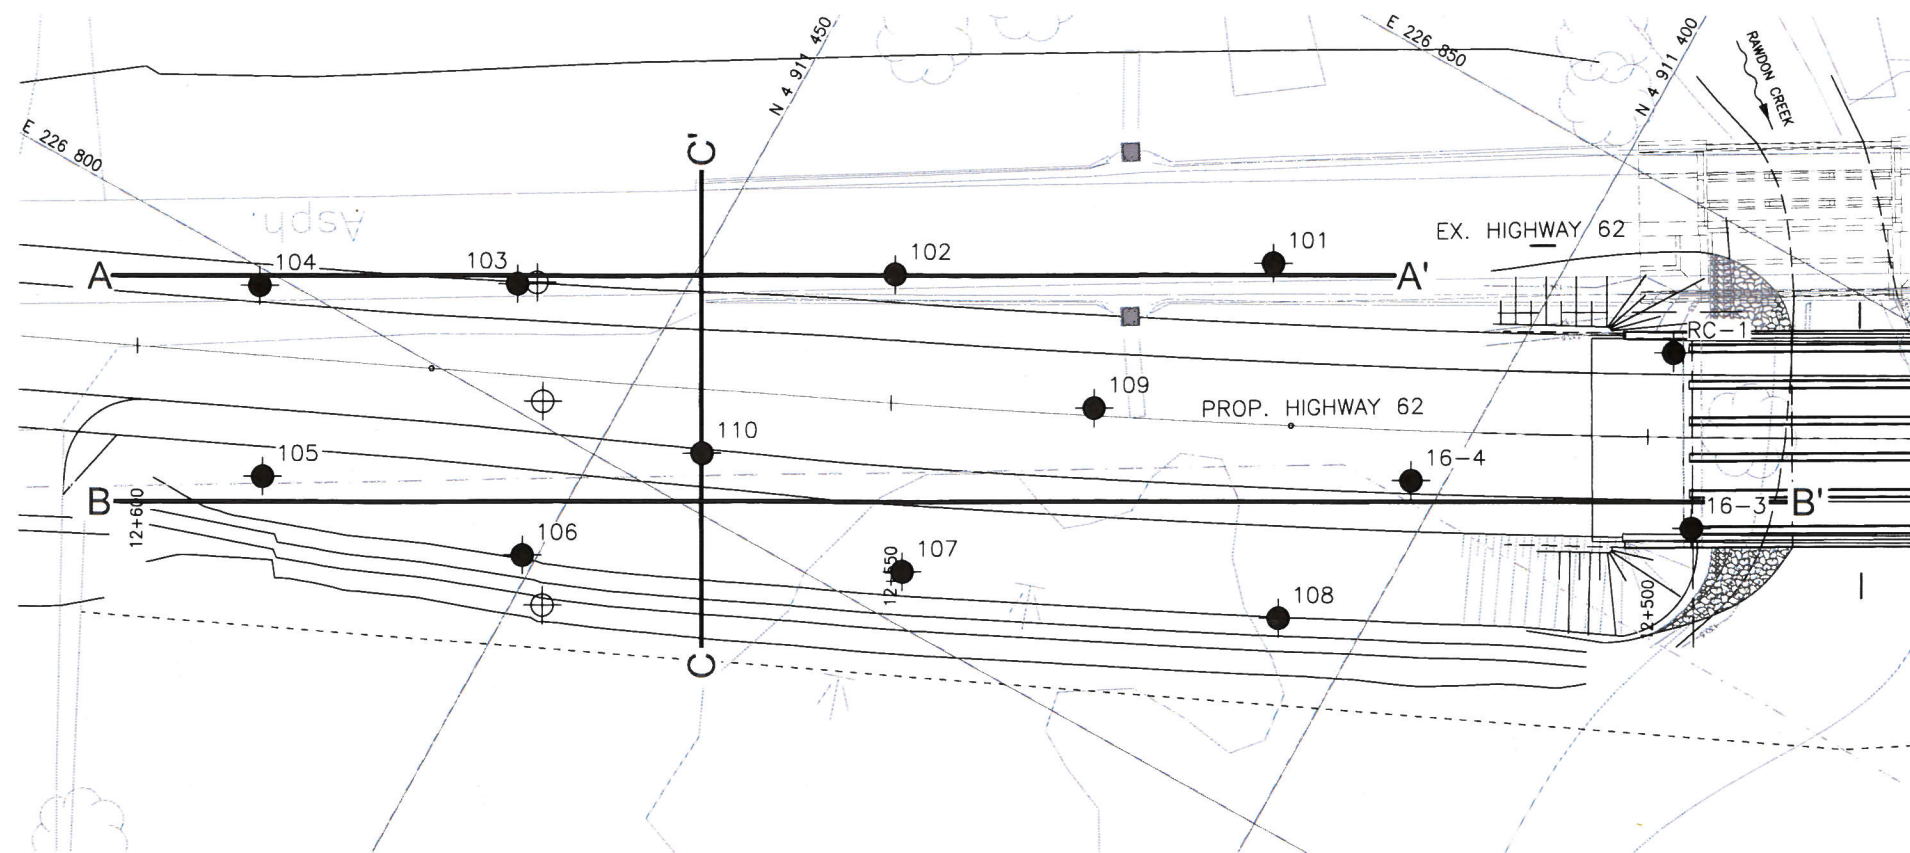 E 226 800
N 4 911 450
E 226 850
N 4 911 400
RAWDON CREEK
C'
Asph.
EX. HIGHWAY 62
A
104
103
102
101
A'
RC-1
109
PROP. HIGHWAY 62
110
105
16-4
B
16-3
B'
12+600
106
107
12+550
108
12+500
C